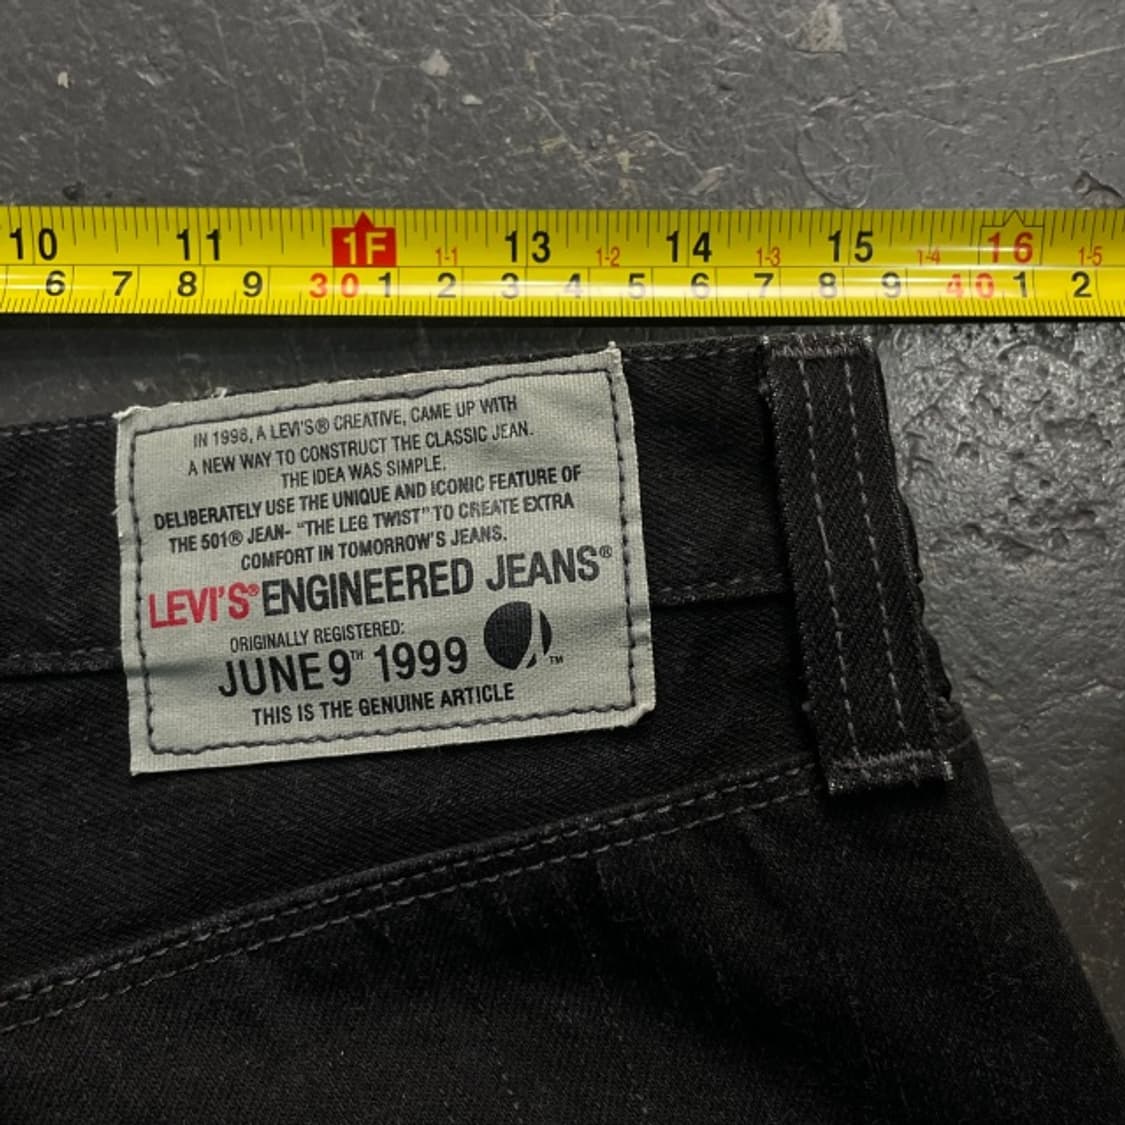 10 11 1F 1-1 13 1-2 14 1-3 15 1-4 16 1-5
6 7 8 9 30 1 2 3 4 5 6 7 8 9 40 1 2
IN 1998, A LEVI'S® CREATIVE, CAME UP WITH
A NEW WAY TO CONSTRUCT THE CLASSIC JEAN.
THE IDEA WAS SIMPLE.
DELIBERATELY USE THE UNIQUE AND ICONIC FEATURE OF
THE 501® JEAN- "THE LEG TWIST" TO CREATE EXTRA
COMFORT IN TOMORROW'S JEANS.
LEVI'S® ENGINEERED JEANS®
ORIGINALLY REGISTERED:
JUNE 9TH 1999
TM
THIS IS THE GENUINE ARTICLE